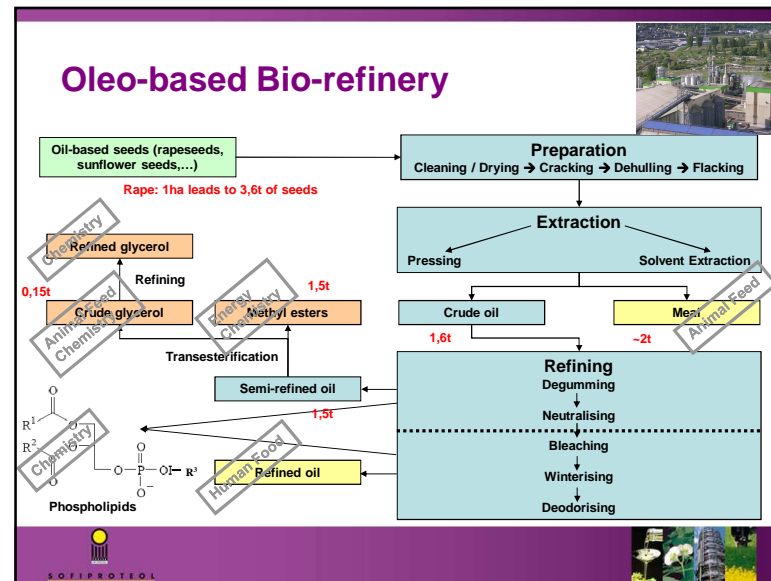 Oleo-based Bio-refinery
Oil-based seeds (rapeseeds,
sunflower seeds,…)
Rape: 1ha leads to 3,6t of seeds
Preparation
Cleaning / Drying → Cracking → Dehulling → Flacking
Extraction
Pressing
Solvent Extraction
Chemistry
Refined glycerol
Refining
0,15t
Crude glycerol
Animal Feed
Chemistry
1,5t
Methyl esters
Energy
Chemistry
Transesterification
Crude oil
1,6t
Meal
Animal Feed
~2t
Semi-refined oil
1,5t
Refining
Degumming
Neutralising
Bleaching
Winterising
Deodorising
O
R¹
O
R²
O
O
Chemistry
O
O P OI R³
O⁻
Phospholipids
Refined oil
Human Food
SOFIPROTEOL